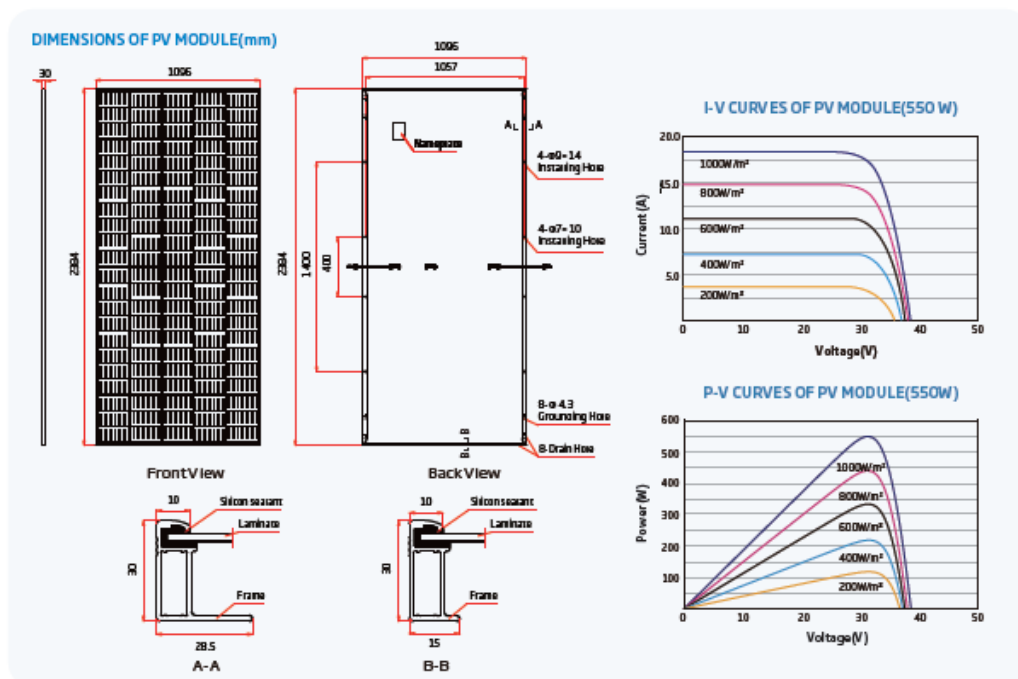 DIMENSIONS OF PV MODULE(mm)
30
1096
2384
Front View
1096
1057
2384
1400
400
A
A
4-ø9×14
Installing Hole
4-ø7×10
Installing Hole
8-ø4.3
Grounding Hole
8-Drain Hole
B
B
Back View
10
Silicon sealant
Laminate
30
Frame
28.5
A-A
10
Silicon sealant
Laminate
30
Frame
15
B-B
I-V CURVES OF PV MODULE(550 W)
Current (A)
20.0
15.0
10.0
5.0
1000W/m²
800W/m²
600W/m²
400W/m²
200W/m²
0 10 20 30 40 50
Voltage(V)
P-V CURVES OF PV MODULE(550W)
Power (W)
600
500
400
300
200
100
1000W/m²
800W/m²
600W/m²
400W/m²
200W/m²
0 10 20 30 40 50
Voltage(V)